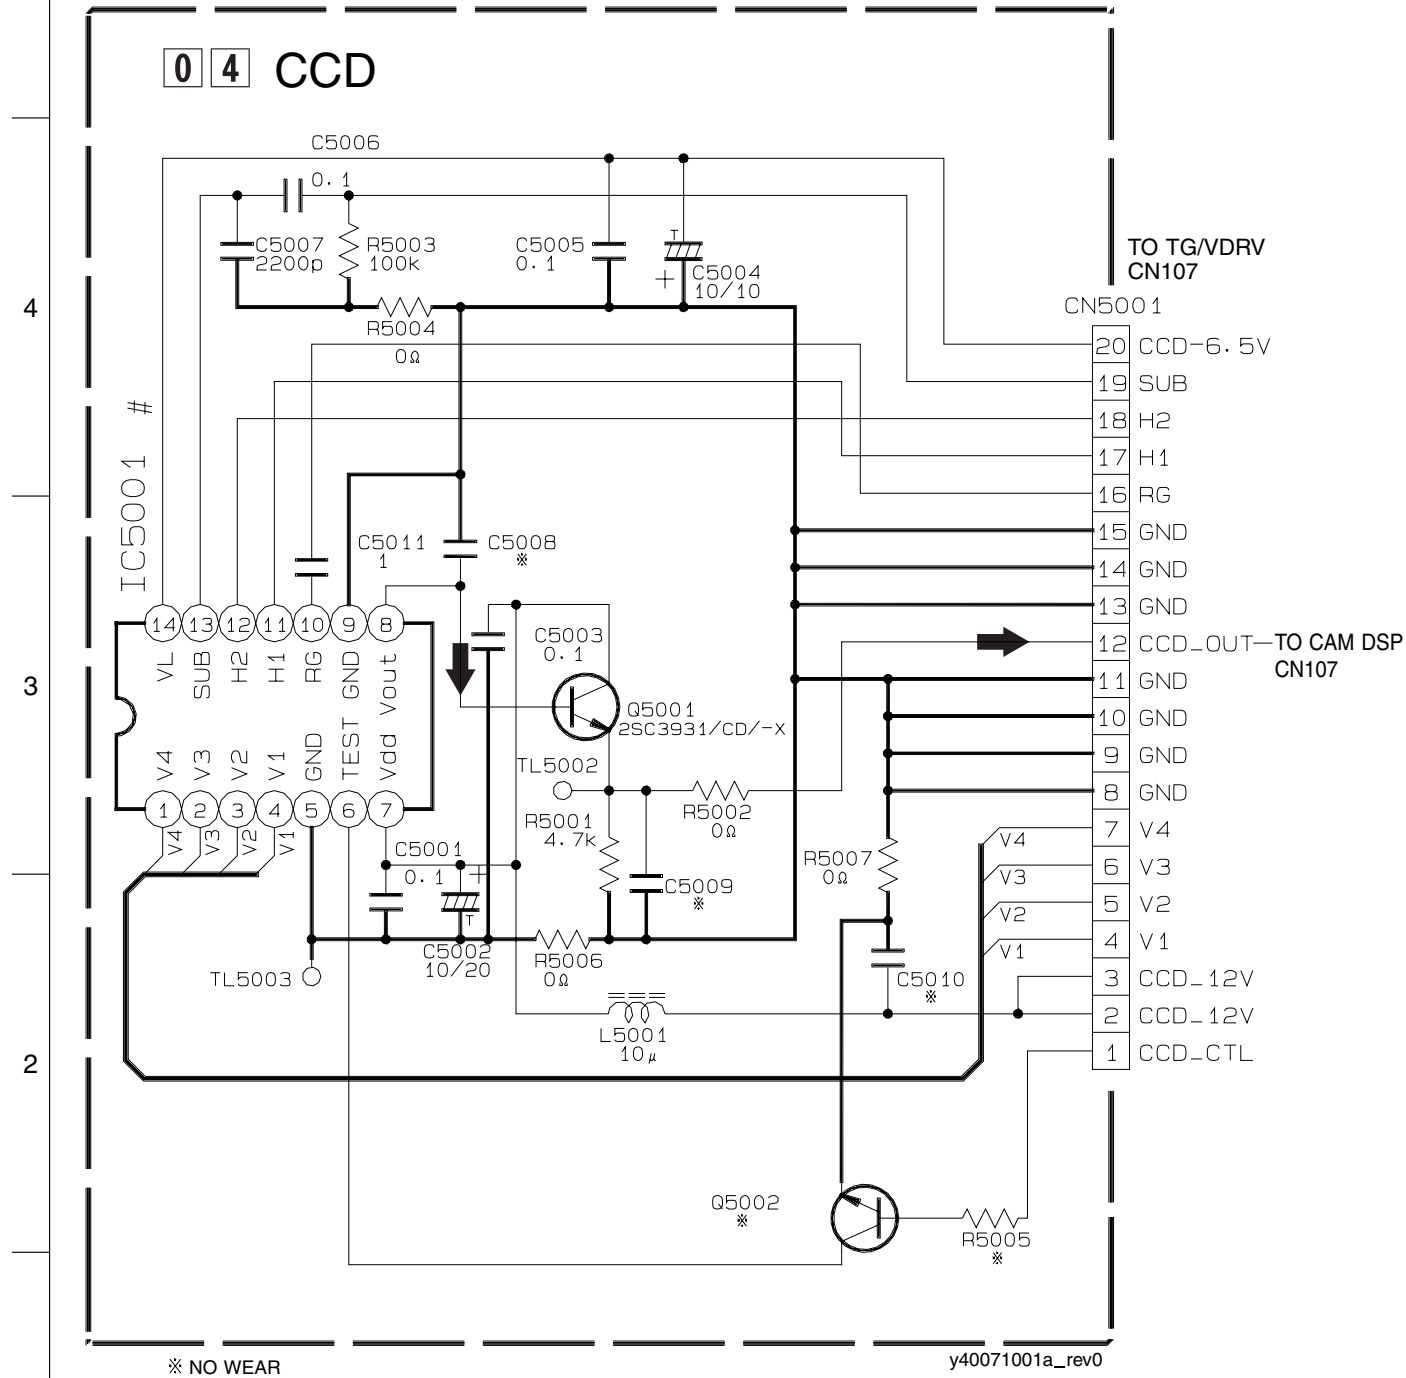 0 4 CCD
C5006
0.1
C5007
2200p
R5003
100k
C5005
0.1
T
+
C5004
10/10
R5004
0Ω
TO TG/VDRV
CN107
CN5001
20 CCD-6.5V
19 SUB
18 H2
17 H1
16 RG
15 GND
14 GND
13 GND
12 CCD_OUT
TO CAM DSP
CN107
11 GND
10 GND
9 GND
8 GND
7 V4
6 V3
5 V2
4 V1
3 CCD_12V
2 CCD_12V
1 CCD_CTL
4
3
2
IC5001 #
C5011
1
C5008
※
14 13 12 11 10 9 8
VL SUB H2 H1 RG GND Vout
V4 V3 V2 V1 GND TEST Vdd
1 2 3 4 5 6 7
V4 V3 V2 V1
C5003
0.1
Q5001
2SC3931/CD/-X
TL5002
R5002
0Ω
R5001
4.7k
C5001
0.1
+
T
C5002
10/20
C5009
※
R5007
0Ω
V4
V3
V2
V1
TL5003
R5006
0Ω
C5010
※
L5001
10μ
Q5002
※
R5005
※
※ NO WEAR
y40071001a_rev0